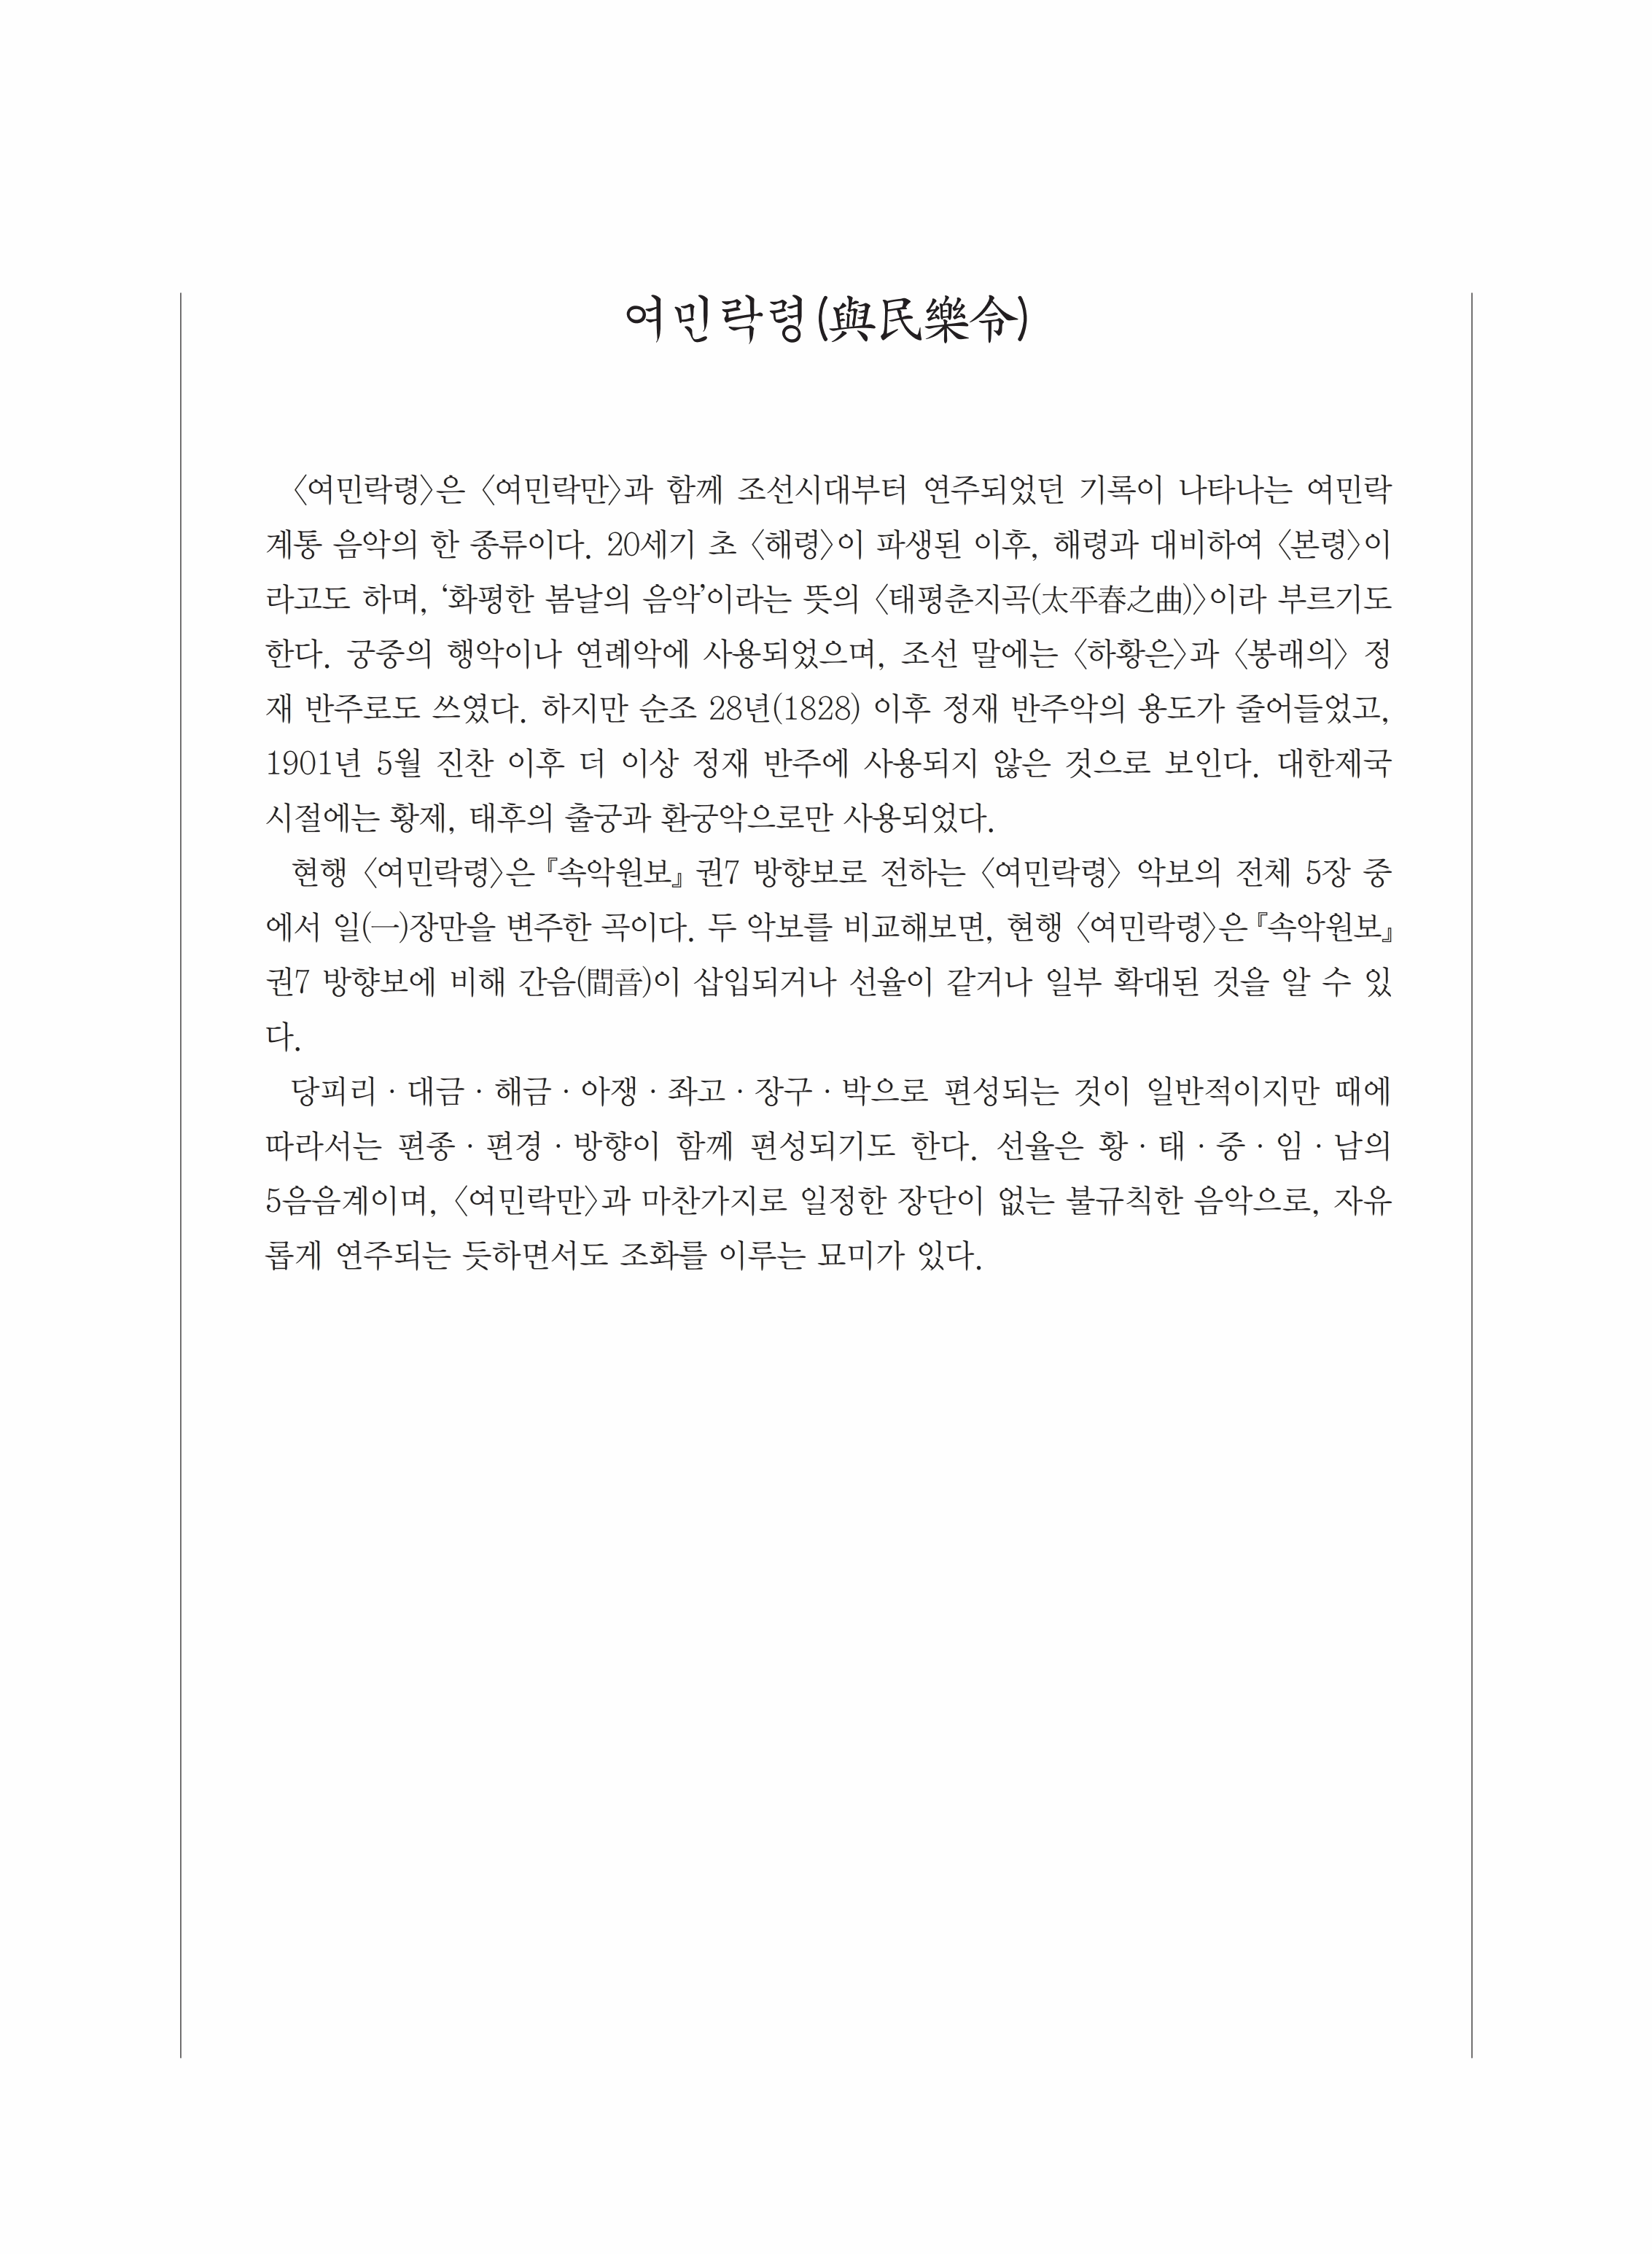 여민락령(與民樂令)
〈여민락령〉은 〈여민락만〉과 함께 조선시대부터 연주되었던 기록이 나타나는 여민락
계통 음악의 한 종류이다. 20세기 초 〈해령〉이 파생된 이후, 해령과 대비하여 〈본령〉이
라고도 하며, ‘화평한 봄날의 음악’이라는 뜻의 〈태평춘지곡(太平春之曲)〉이라 부르기도
한다. 궁중의 행악이나 연례악에 사용되었으며, 조선 말에는 〈하황은〉과 〈봉래의〉 정
재 반주로도 쓰였다. 하지만 순조 28년(1828) 이후 정재 반주악의 용도가 줄어들었고,
1901년 5월 진찬 이후 더 이상 정재 반주에 사용되지 않은 것으로 보인다. 대한제국
시절에는 황제, 태후의 출궁과 환궁악으로만 사용되었다.
현행 〈여민락령〉은 『속악원보』 권7 방향보로 전하는 〈여민락령〉 악보의 전체 5장 중
에서 일(一)장만을 변주한 곡이다. 두 악보를 비교해보면, 현행 〈여민락령〉은 『속악원보』
권7 방향보에 비해 간음(間音)이 삽입되거나 선율이 같거나 일부 확대된 것을 알 수 있
다.
당피리 · 대금 · 해금 · 아쟁 · 좌고 · 장구 · 박으로 편성되는 것이 일반적이지만 때에
따라서는 편종 · 편경 · 방향이 함께 편성되기도 한다. 선율은 황 · 태 · 중 · 임 · 남의
5음음계이며, 〈여민락만〉과 마찬가지로 일정한 장단이 없는 불규칙한 음악으로, 자유
롭게 연주되는 듯하면서도 조화를 이루는 묘미가 있다.